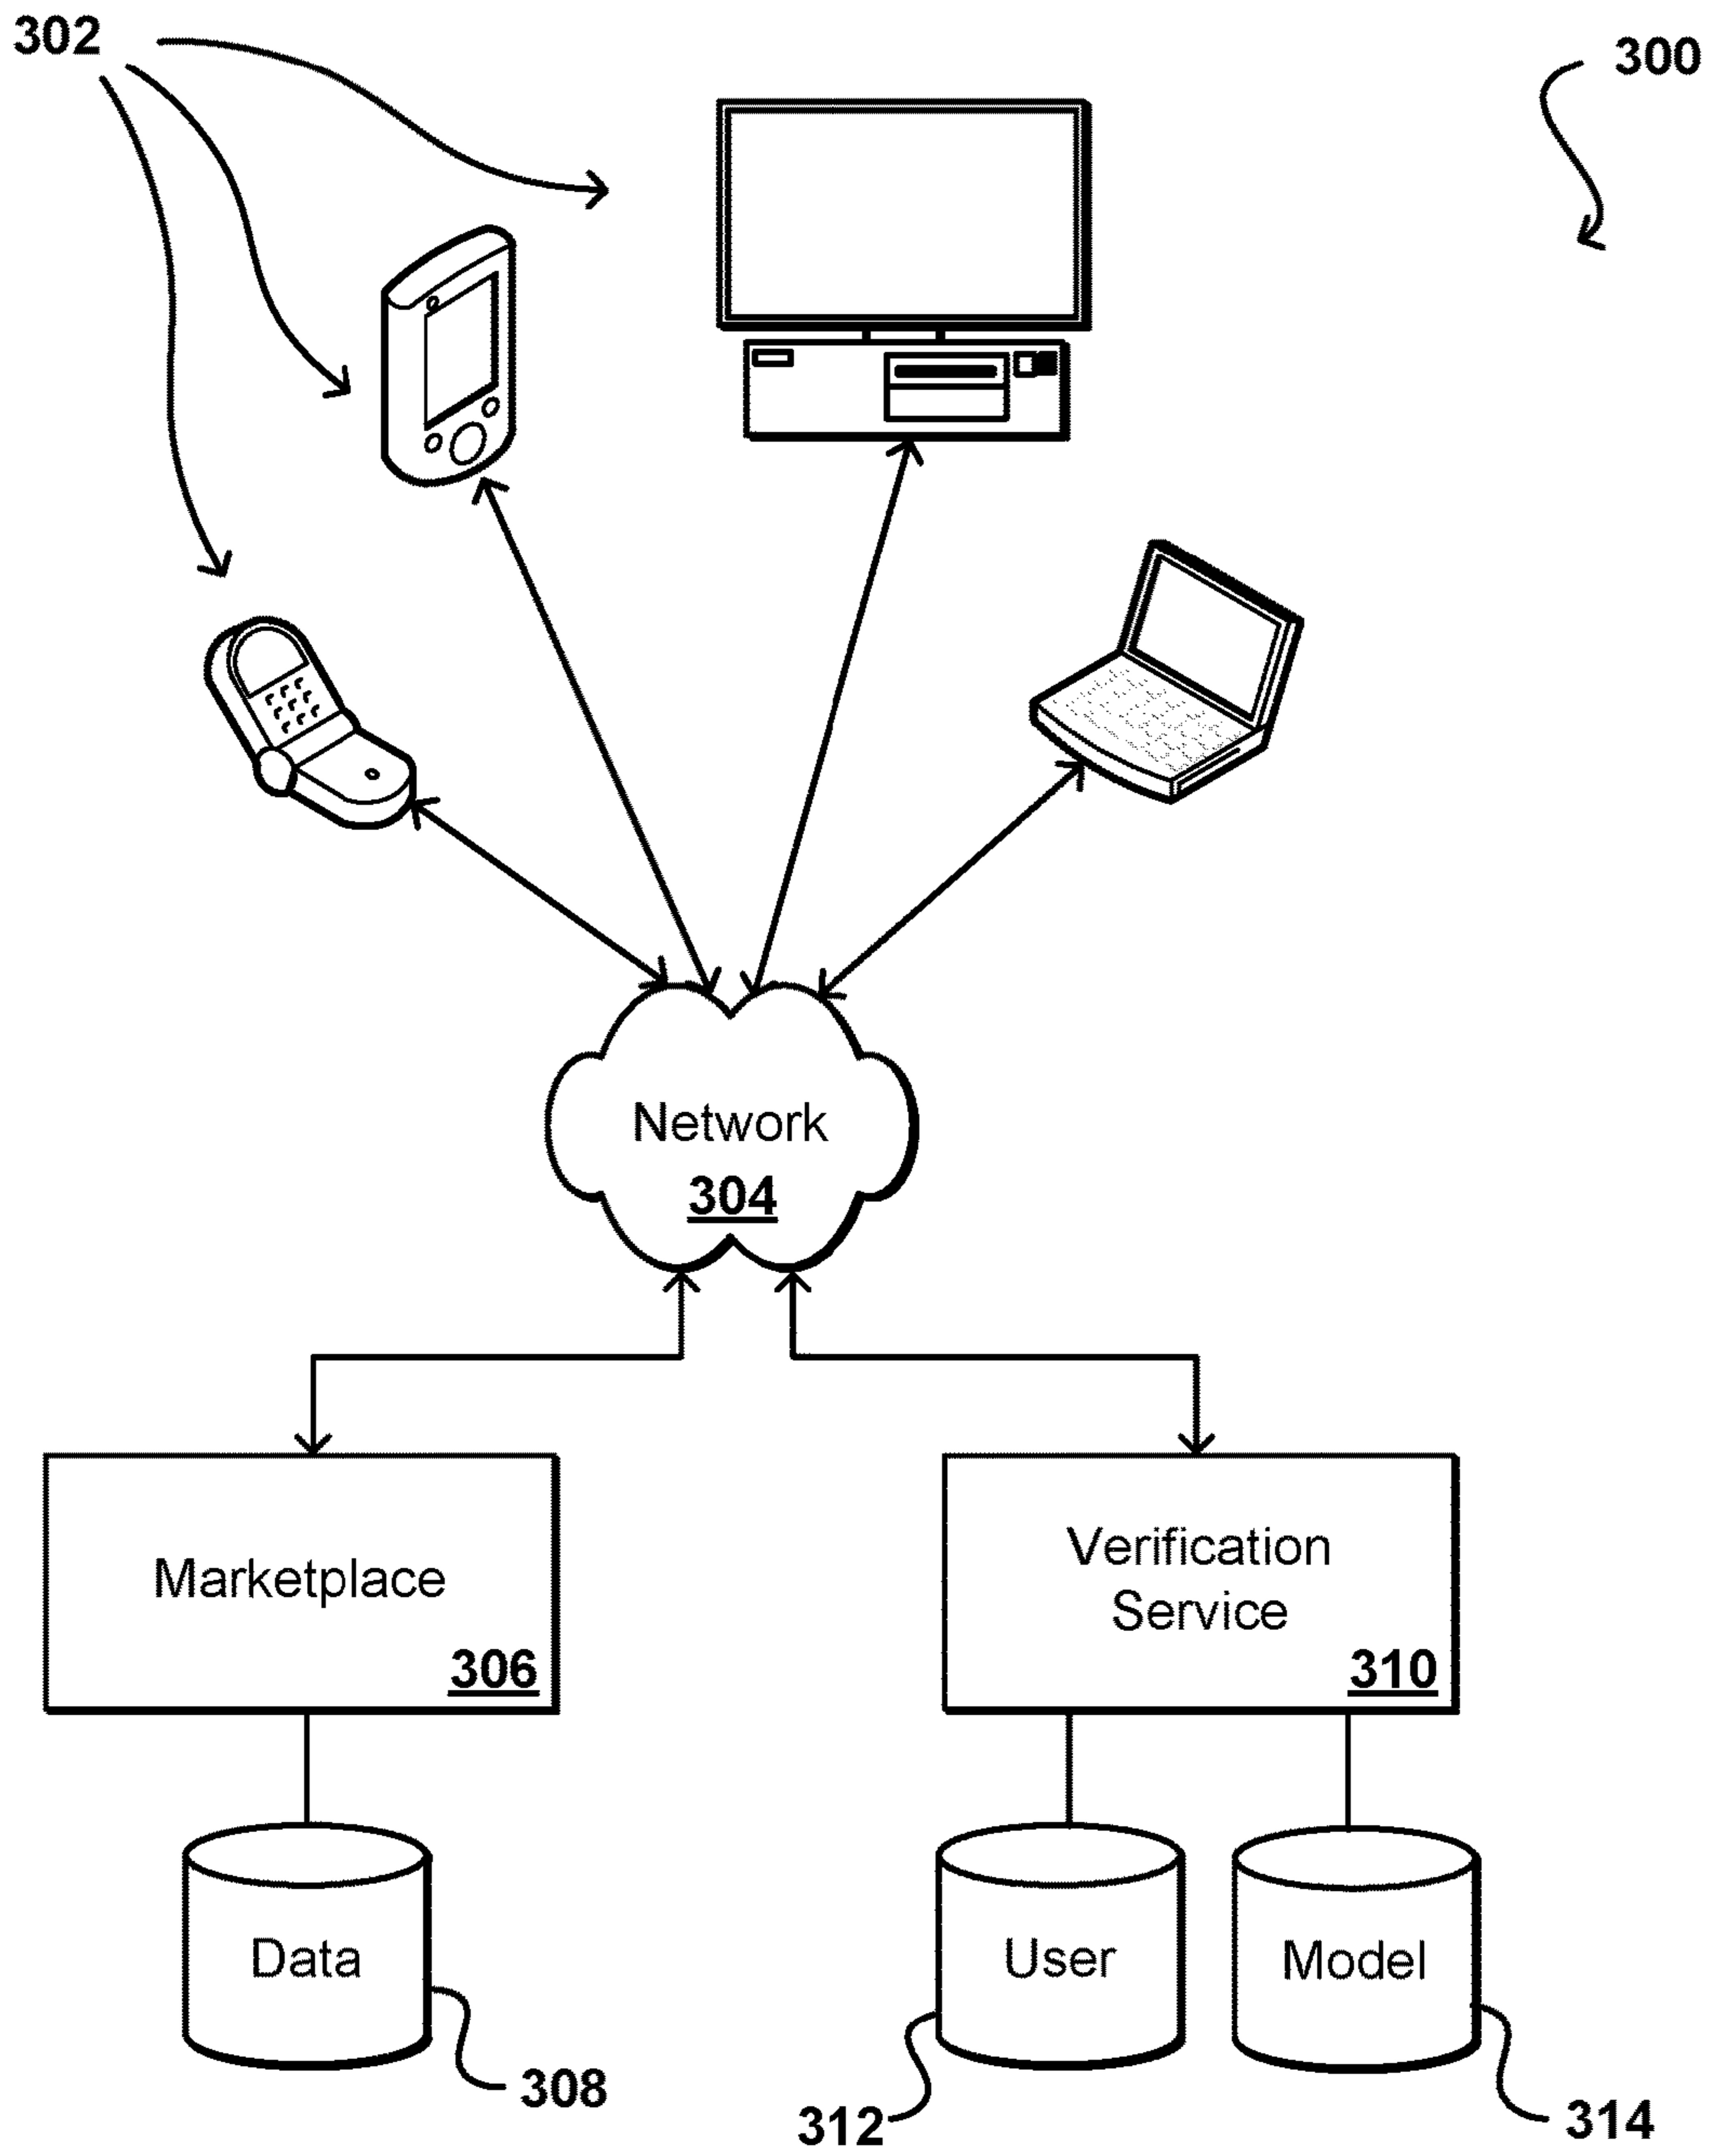 302
300
Network
304
Marketplace
306
Verification
Service
310
Data
User
Model
308
312
314